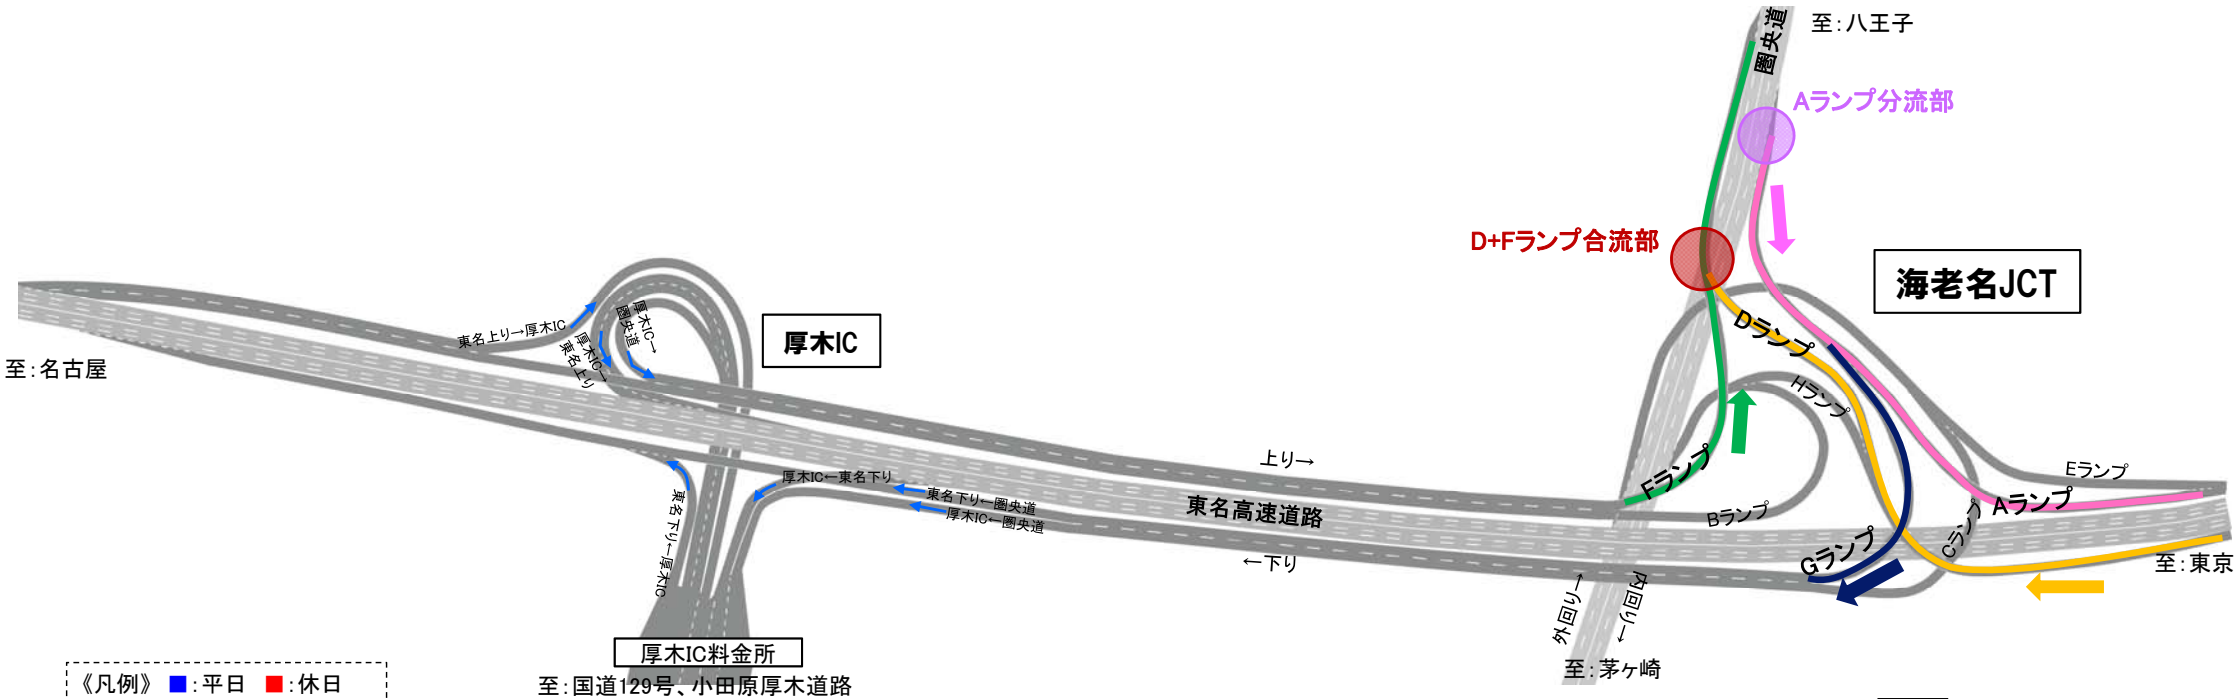 至：八王子
圏央道
Aランプ分流部
D+Fランプ合流部
海老名JCT
厚木IC
至：名古屋
東名上り→厚木IC
厚木IC→
圏央道
厚木IC→
東名上り
Dランプ
Hランプ
Fランプ
Bランプ
Eランプ
Aランプ
Cランプ
Gランプ
上り→
東名高速道路
←下り
厚木IC←東名下り
東名下り←圏央道
厚木IC←圏央道
東名下り←厚木IC
至：東京
外回り→
内回り→
至：茅ヶ崎
厚木IC料金所
至：国道129号、小田原厚木道路
《凡例》 ■：平日 ■：休日